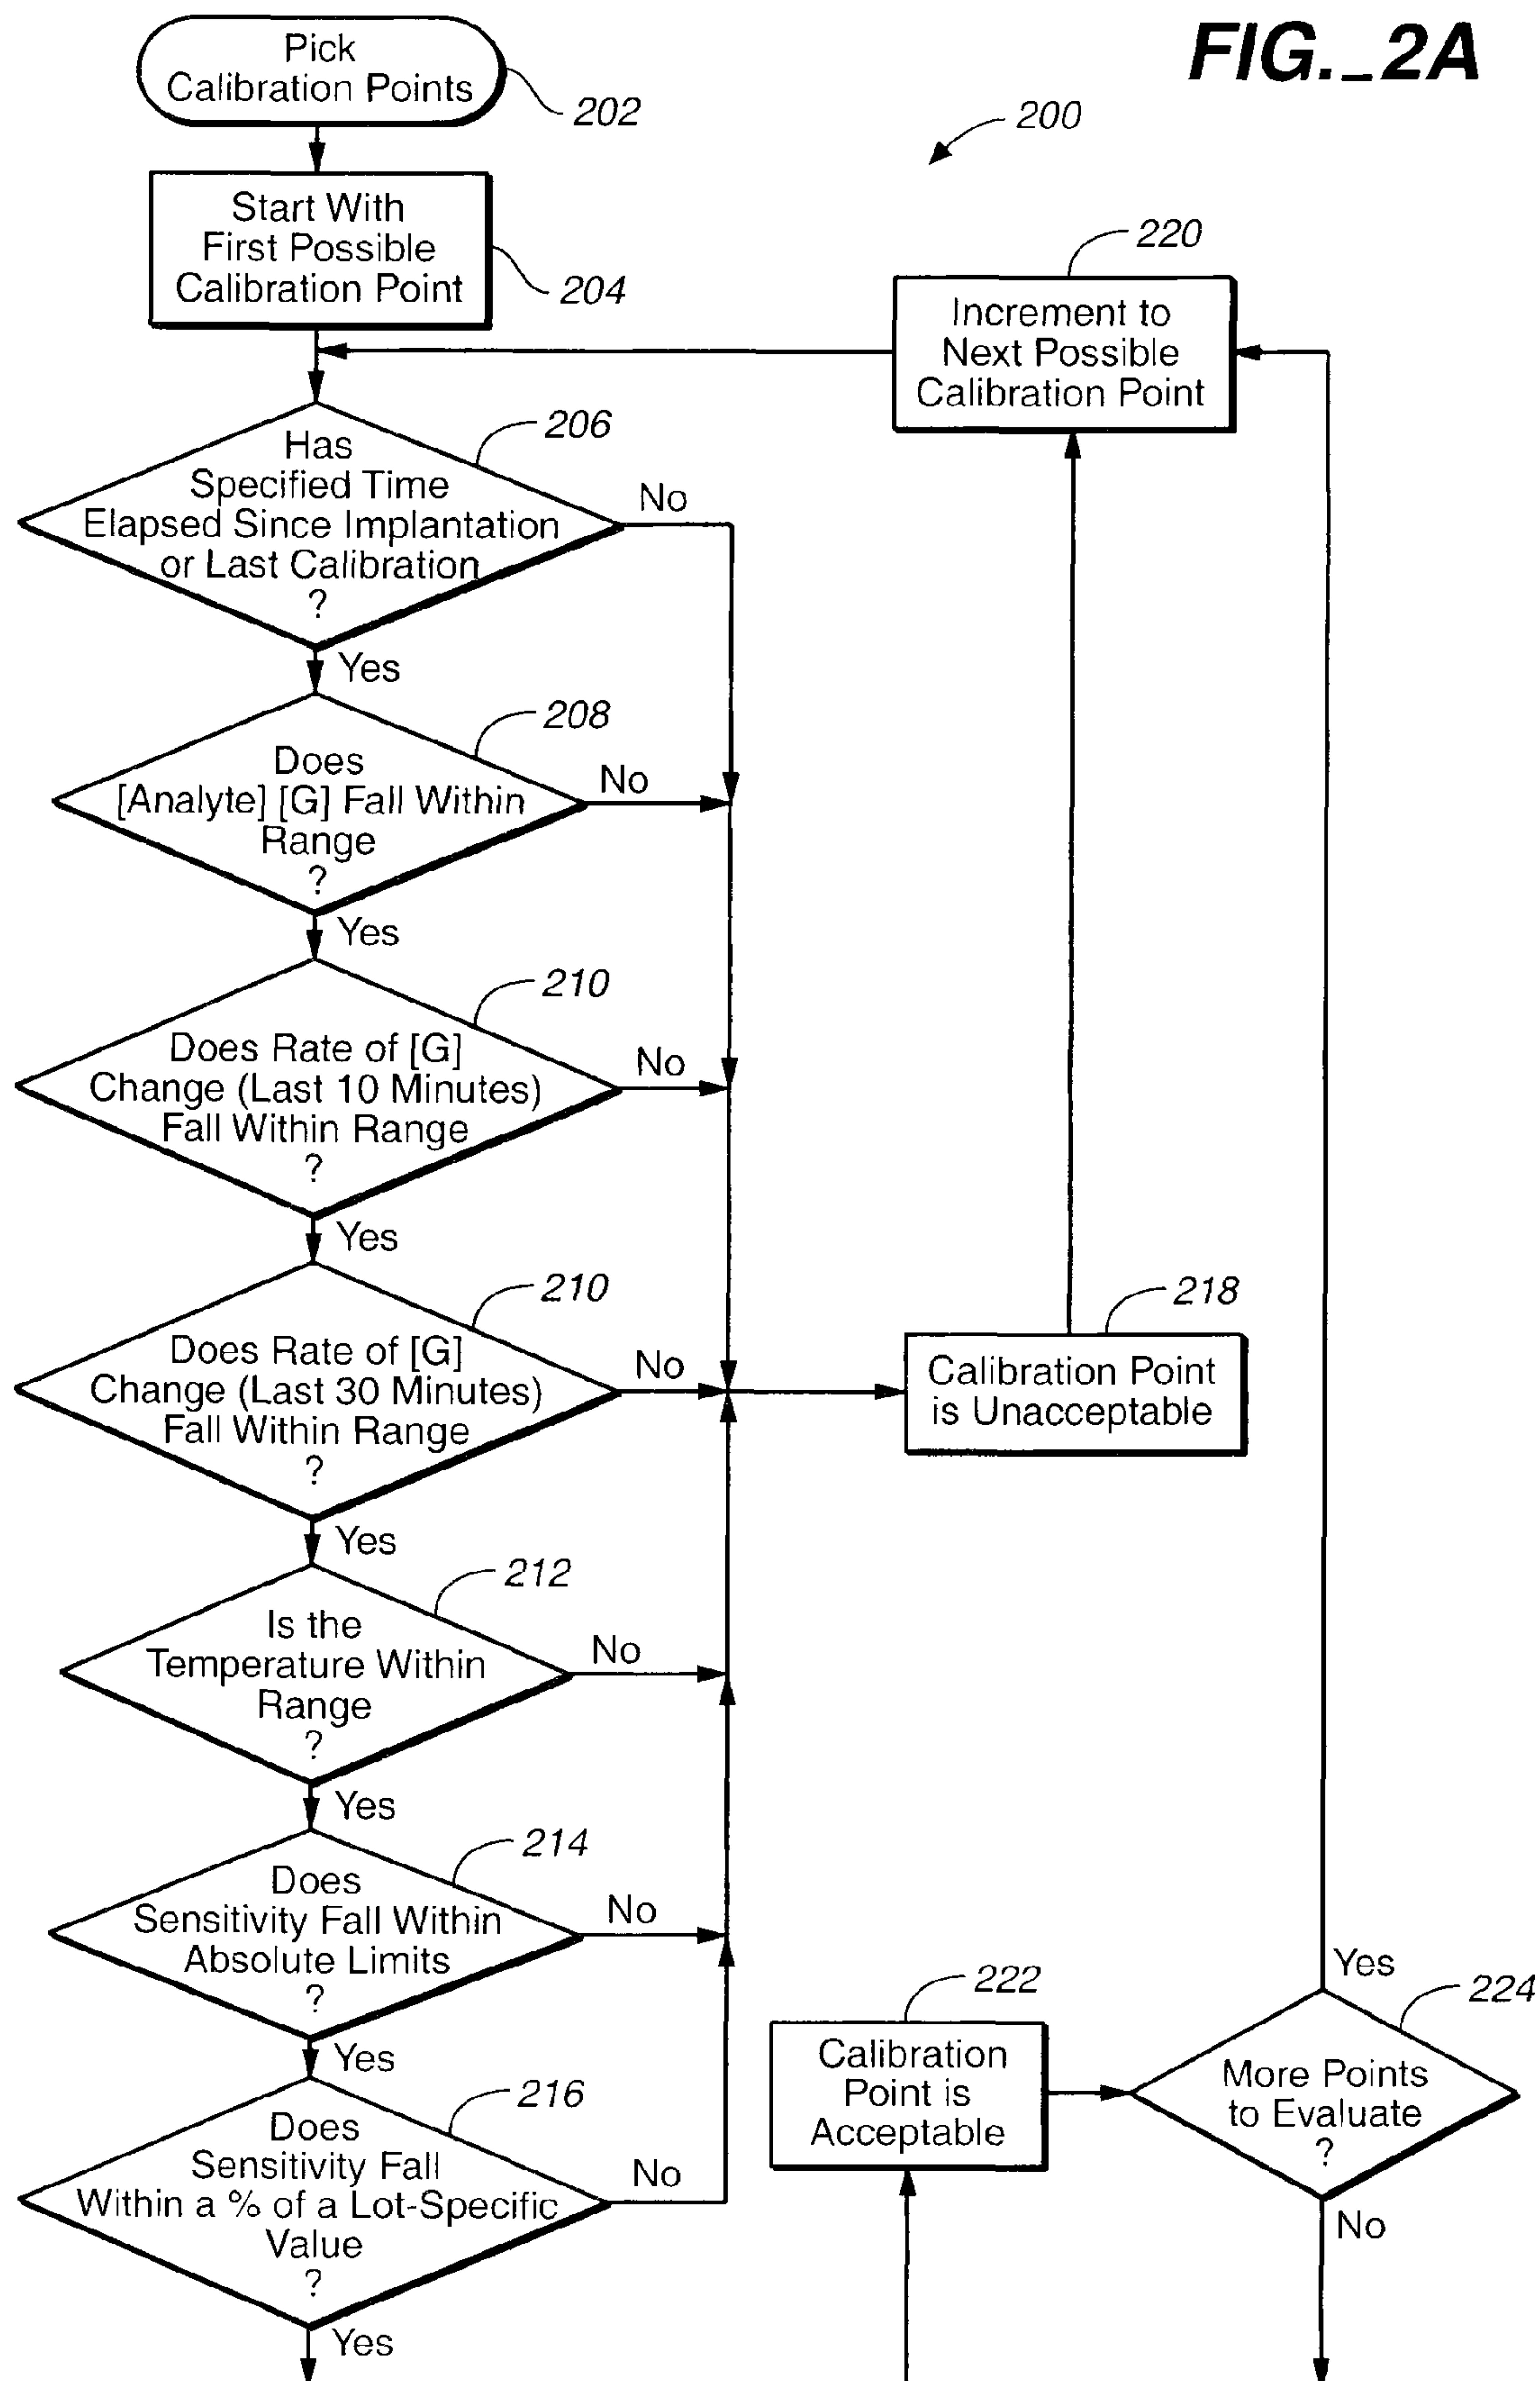 FIG._2A
Pick
Calibration Points
202
200
Start With
First Possible
Calibration Point
204
220
Increment to
Next Possible
Calibration Point
206
Has
Specified Time
Elapsed Since Implantation
or Last Calibration
?
No
Yes
208
Does
[Analyte] [G] Fall Within
Range
?
No
Yes
210
Does Rate of [G]
Change (Last 10 Minutes)
Fall Within Range
?
No
Yes
210
Does Rate of [G]
Change (Last 30 Minutes)
Fall Within Range
?
No
218
Calibration Point
is Unacceptable
Yes
212
Is the
Temperature Within
Range
?
No
Yes
214
Does
Sensitivity Fall Within
Absolute Limits
?
No
Yes
216
Does
Sensitivity Fall
Within a % of a Lot-Specific
Value
?
No
Yes
222
Calibration
Point is
Acceptable
Yes
224
More Points
to Evaluate
?
No